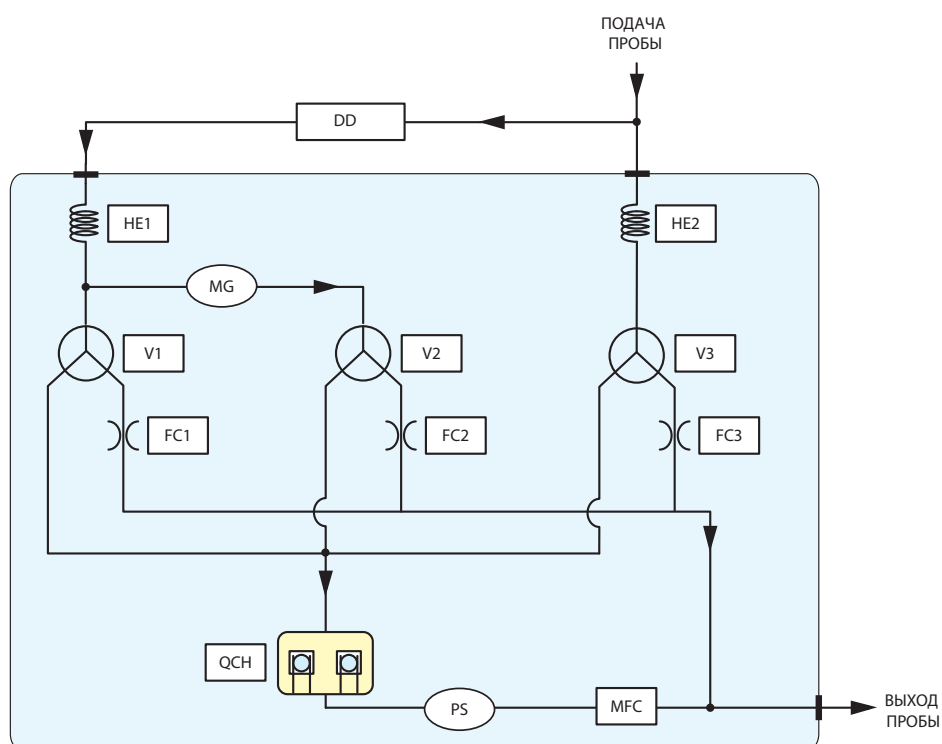 ПОДАЧА
ПРОБЫ
DD
HE1
HE2
MG
V1
V2
V3
FC1
FC2
FC3
QCH
PS
MFC
ВЫХОД
ПРОБЫ